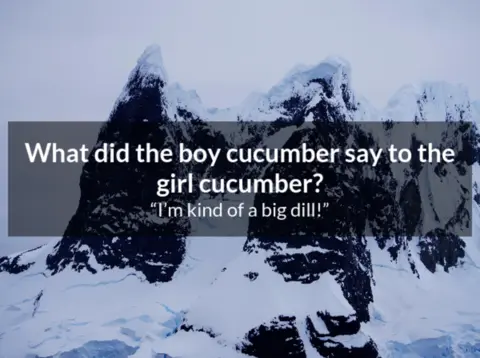 What did the boy cucumber say to the
girl cucumber?
“I’m kind of a big dill!”